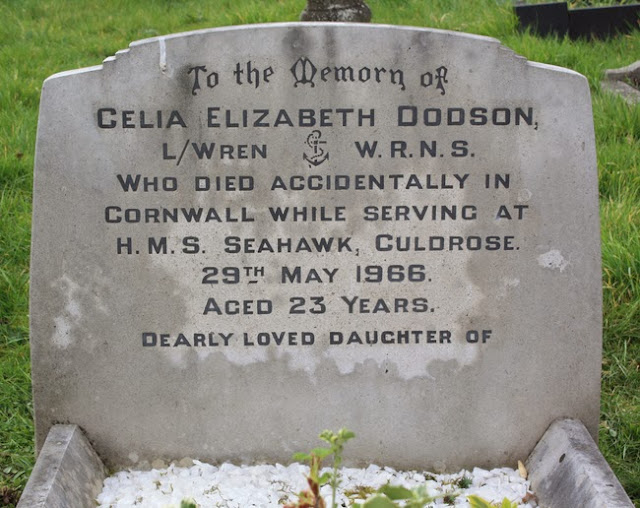 To the Memory of
CELIA ELIZABETH DODSON,
L/WREN W.R.N.S.
WHO DIED ACCIDENTALLY IN
CORNWALL WHILE SERVING AT
H.M.S. SEAHAWK, CULDROSE.
29TH MAY 1966.
AGED 23 YEARS.
DEARLY LOVED DAUGHTER OF